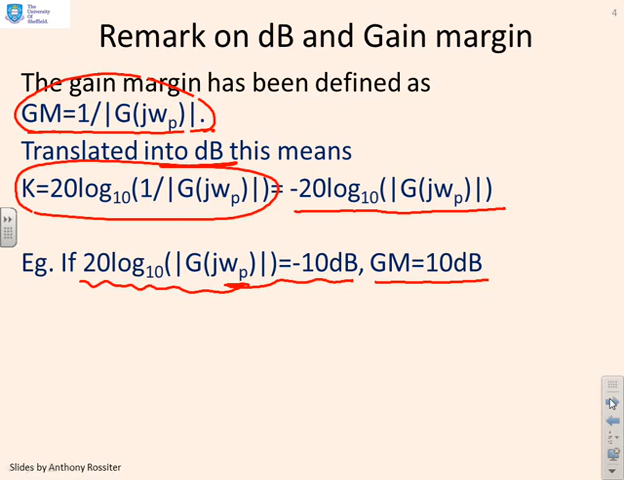 The
University
Of
Sheffield.
4
Remark on dB and Gain margin
The gain margin has been defined as
GM=1/|G(jwp)|.
Translated into dB this means
K=20log10(1/|G(jwp)|)= -20log10(|G(jwp)|)
Eg. If 20log10(|G(jwp)|)=-10dB, GM=10dB
Slides by Anthony Rossiter